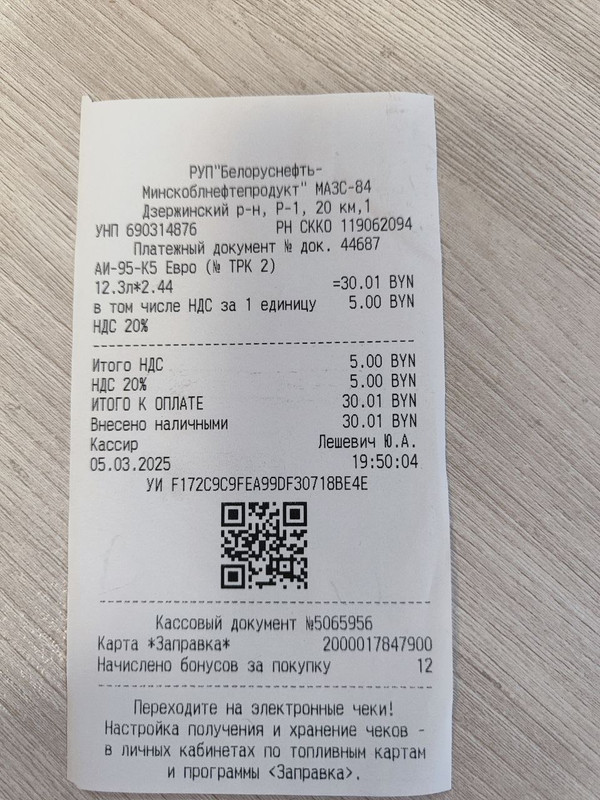 РУП"Белоруснефть-
Минскоблнефтепродукт" МАЗС-84
Дзержинский р-н, Р-1, 20 км,1
УНП 690314876 РН СККО 119062094
Платежный документ № док. 44687
АИ-95-К5 Евро (№ ТРК 2)
12.3л*2.44 =30.01 BYN
в том числе НДС за 1 единицу 5.00 BYN
НДС 20%
Итого НДС 5.00 BYN
НДС 20% 5.00 BYN
ИТОГО К ОПЛАТЕ 30.01 BYN
Внесено наличными 30.01 BYN
Кассир Лешевич Ю.А.
05.03.2025 19:50:04
УИ F172C9C9FEA99DF30718BE4E
Кассовый документ №5065956
Карта *Заправка* 2000017847900
Начислено бонусов за покупку 12
Переходите на электронные чеки!
Настройка получения и хранение чеков -
в личных кабинетах по топливным картам
и программы <Заправка>.